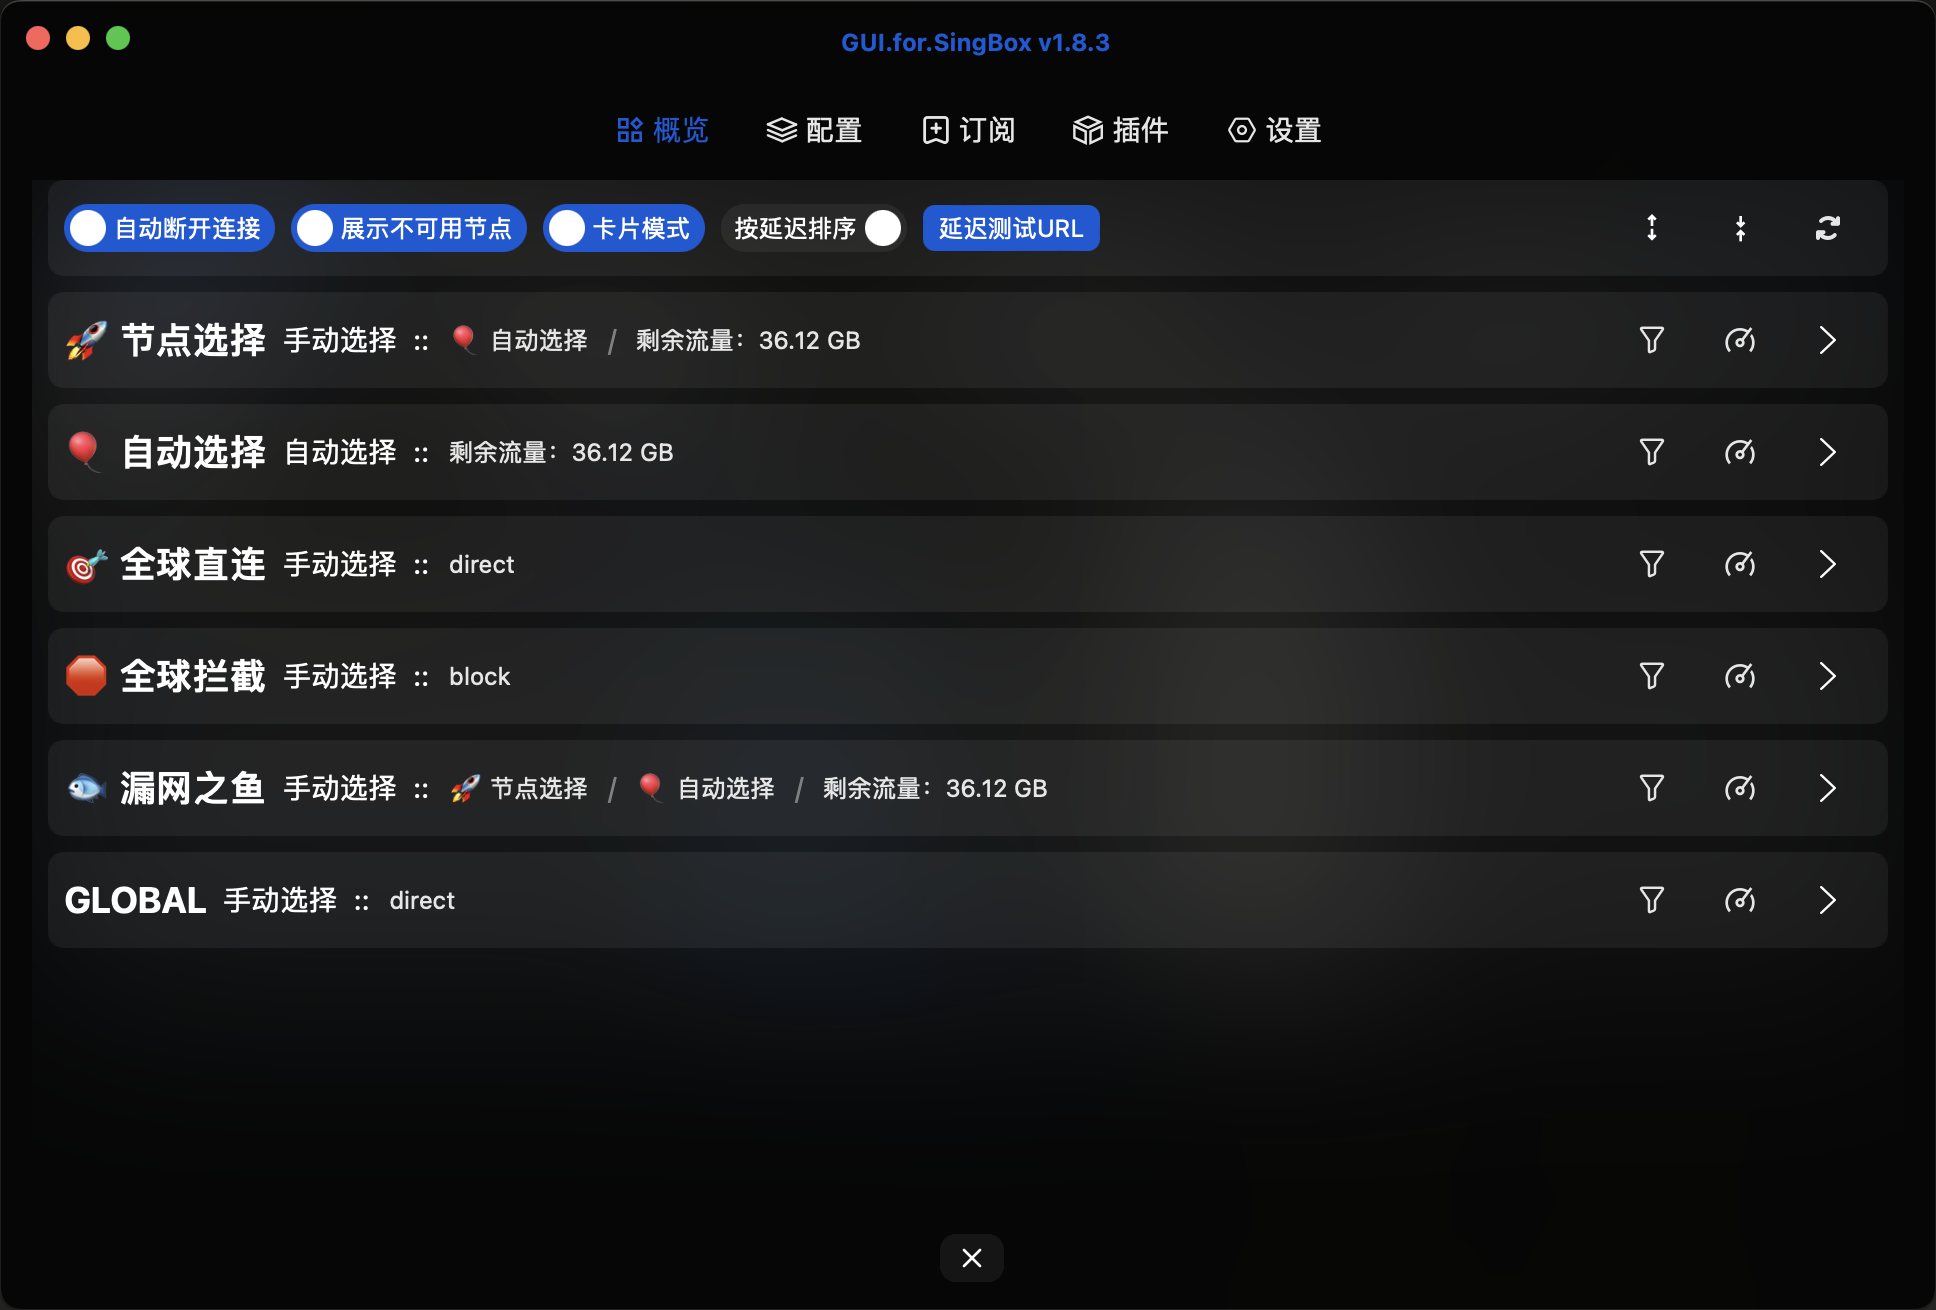 GUI.for.SingBox v1.8.3
概览 配置 订阅 插件 设置
自动断开连接 展示不可用节点 卡片模式 按延迟排序 延迟测试URL
🚀 节点选择 手动选择 :: 🎈 自动选择 / 剩余流量：36.12 GB
🎈 自动选择 自动选择 :: 剩余流量：36.12 GB
🎯 全球直连 手动选择 :: direct
🛑 全球拦截 手动选择 :: block
🐟 漏网之鱼 手动选择 :: 🚀 节点选择 / 🎈 自动选择 / 剩余流量：36.12 GB
GLOBAL 手动选择 :: direct